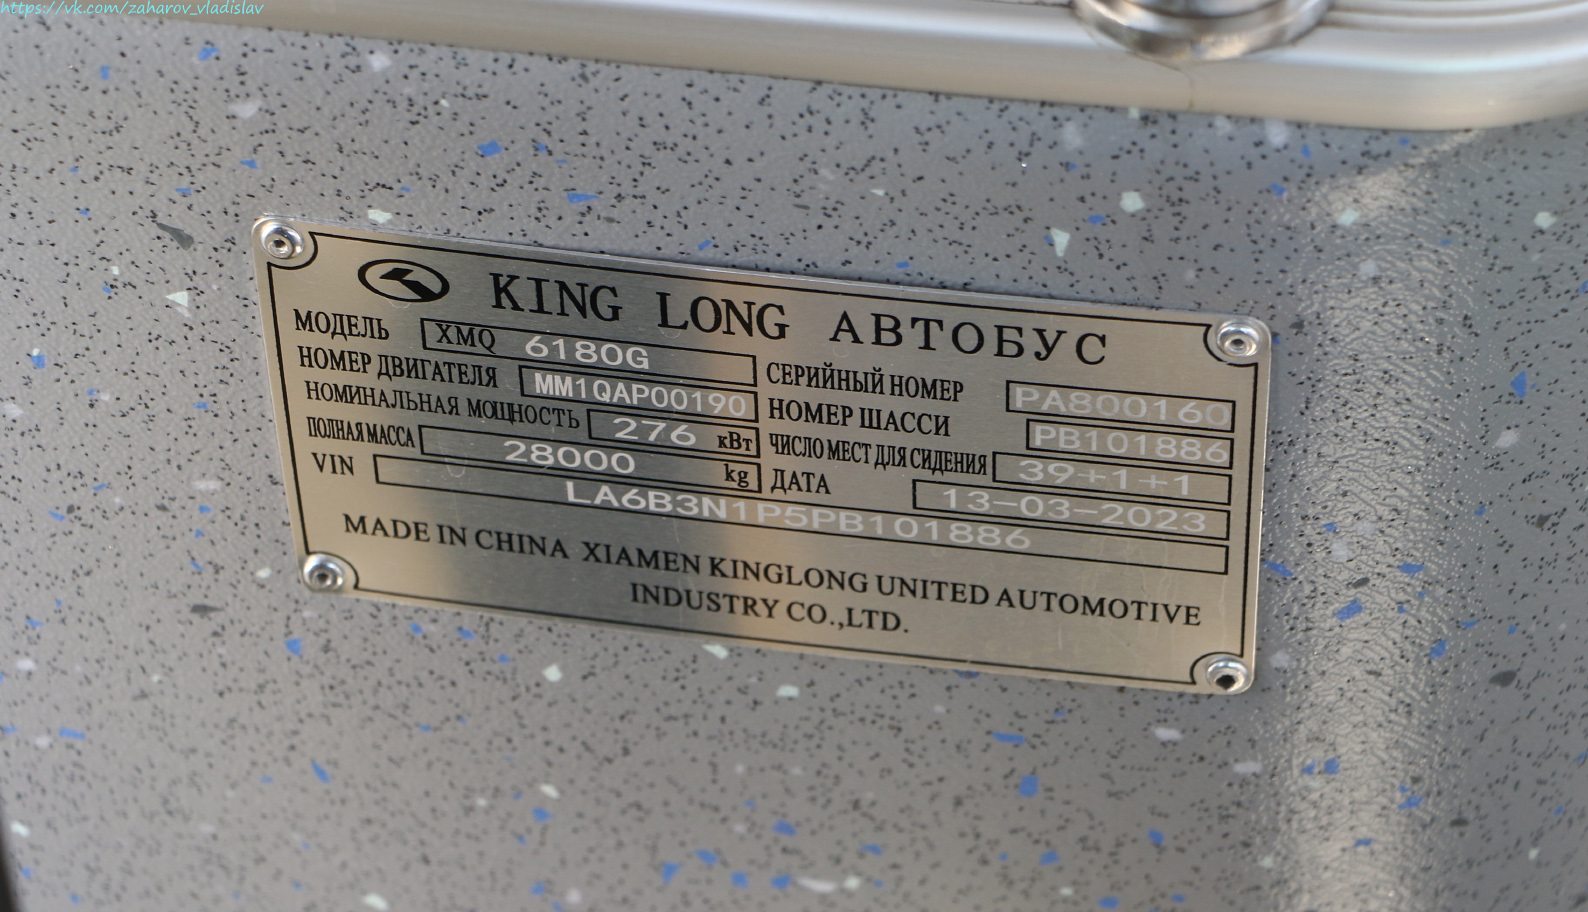 https://vk.com/zaharov_vladislav
KING LONG АВТОБУС
МОДЕЛЬ XMQ 6180G
НОМЕР ДВИГАТЕЛЯ MM1QAP00190
НОМИНАЛЬНАЯ МОЩНОСТЬ 276 кВт
ПОЛНАЯ МАССА 28000 kg
СЕРИЙНЫЙ НОМЕР PA800160
НОМЕР ШАССИ PB101886
ЧИСЛО МЕСТ ДЛЯ СИДЕНИЯ 39+1+1
ДАТА 13-03-2023
VIN LA6B3N1P5PB101886
MADE IN CHINA XIAMEN KINGLONG UNITED AUTOMOTIVE
INDUSTRY CO.,LTD.